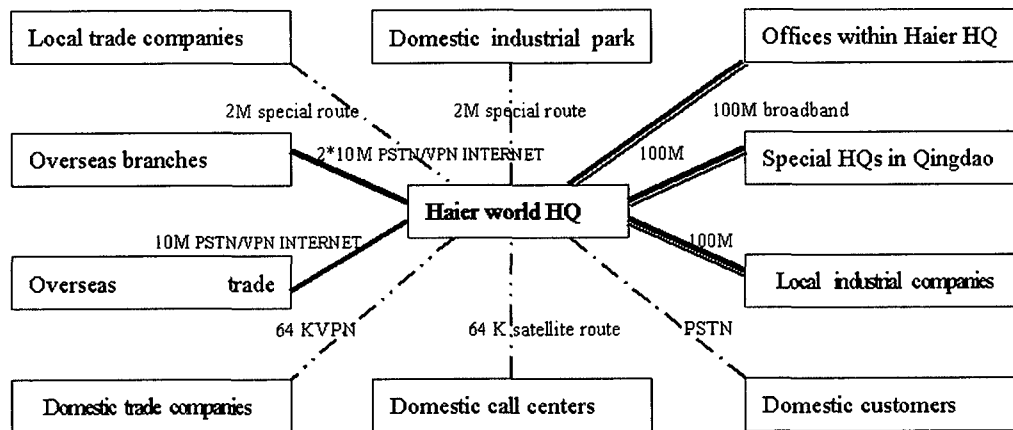 Local trade companies
Domestic industrial park
Offices within Haier HQ
2M special route
2M special route
100M broadband
Overseas branches
2*10M PSTN/VPN INTERNET
100M
Special HQs in Qingdao
Haier world HQ
10M PSTN/VPN INTERNET
100M
Overseas trade
Local industrial companies
64 KVPN
64 K satellite route
PSTN
Domestic trade companies
Domestic call centers
Domestic customers